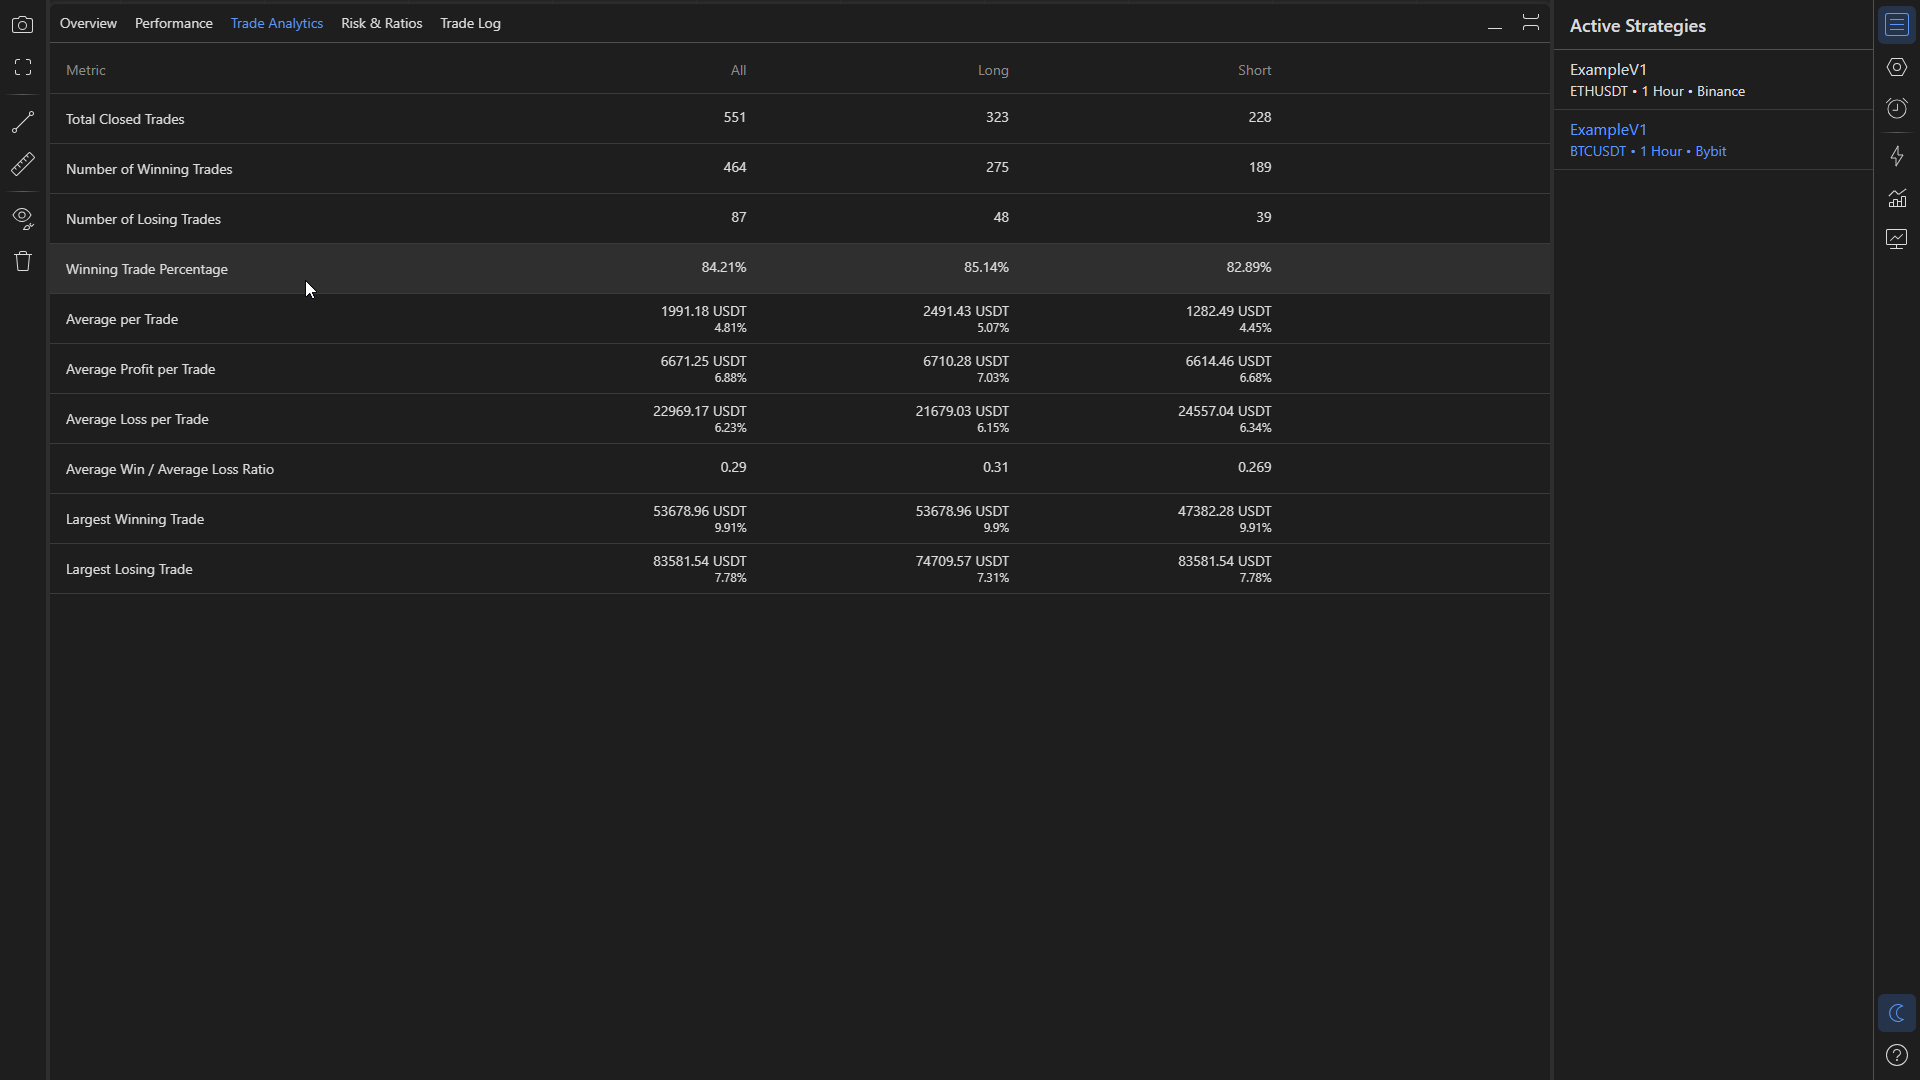 Overview Performance Trade Analytics Risk & Ratios Trade Log
Metric All Long Short
Total Closed Trades 551 323 228
Number of Winning Trades 464 275 189
Number of Losing Trades 87 48 39
Winning Trade Percentage 84.21% 85.14% 82.89%
Average per Trade 1991.18 USDT 2491.43 USDT 1282.49 USDT
4.81% 5.07% 4.45%
Average Profit per Trade 6671.25 USDT 6710.28 USDT 6614.46 USDT
6.88% 7.03% 6.68%
Average Loss per Trade 22969.17 USDT 21679.03 USDT 24557.04 USDT
6.23% 6.15% 6.34%
Average Win / Average Loss Ratio 0.29 0.31 0.269
Largest Winning Trade 53678.96 USDT 53678.96 USDT 47382.28 USDT
9.91% 9.9% 9.91%
Largest Losing Trade 83581.54 USDT 74709.57 USDT 83581.54 USDT
7.78% 7.31% 7.78%
Active Strategies
ExampleV1
ETHUSDT • 1 Hour • Binance
ExampleV1
BTCUSDT • 1 Hour • Bybit